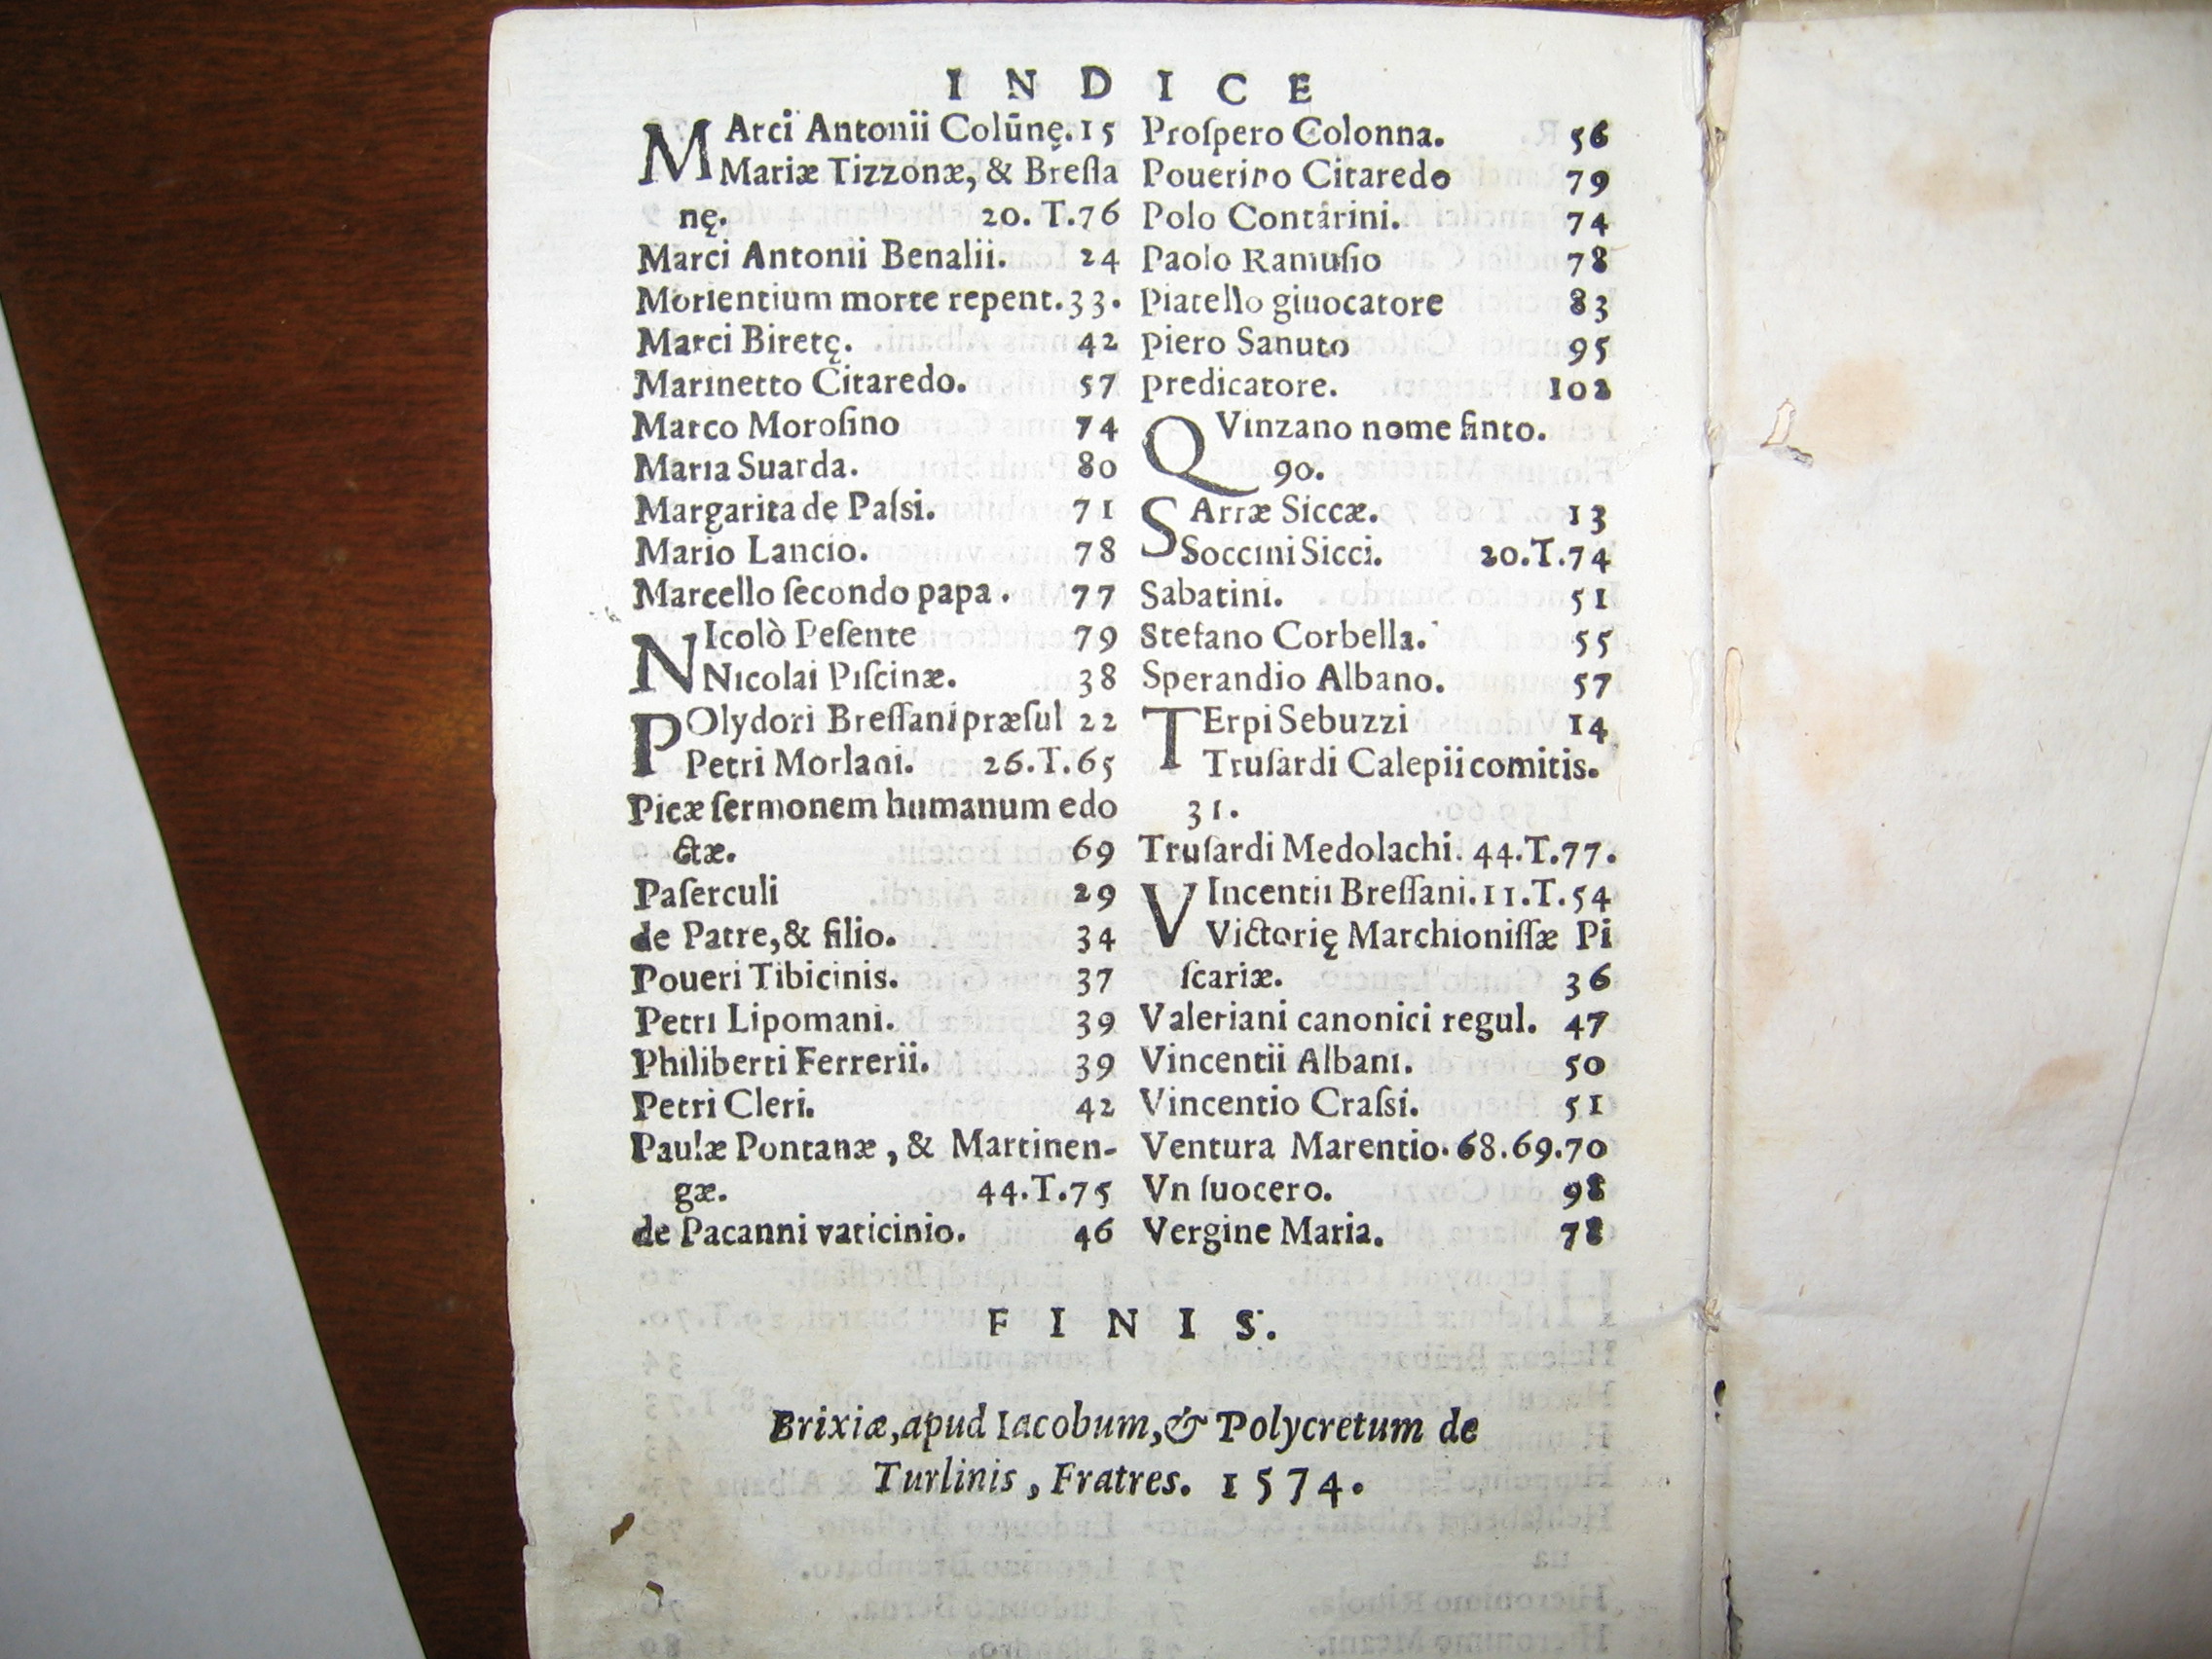 INDICE
MArci Antonii Colūnę. 15
Mariæ Tizzonæ, & Bresla
nę. 20. T. 76
Marci Antonii Benalii. 24
Morientium morte repent. 33.
Marci Biretę. 42
Marinetto Citaredo. 57
Marco Moroſino 74
Maria Suarda. 80
Margarita de Paſsi. 71
Mario Lancio. 78
Marcello ſecondo papa. 77
NIcolò Peſente 79
Nicolai Piſcinæ. 38
POlydori Breſſani præſul 22
Petri Morlani. 26.T.65
Picæ ſermonem humanum edo
ctæ. 69
Paſerculi 29
de Patre, & filio. 34
Poueri Tibicinis. 37
Petri Lipomani. 39
Philiberti Ferrerii. 39
Petri Cleri. 42
Paulæ Pontanæ, & Martinen-
gæ. 44.T.75
de Pacanni vaticinio. 46
Proſpero Colonna. 56
Pouerino Citaredo 79
Polo Contarini. 74
Paolo Ramuſio 78
Piatello giuocatore 83
piero Sanuto 95
predicatore. 102
QVinzano nome finto.
90.
SArræ Siccæ. 13
Soccini Sicci. 20.T.74
Sabatini. 51
Stefano Corbella. 55
Sperandio Albano. 57
TErpi Sebuzzi 14
Truſardi Calepii comitis.
31.
Truſardi Medolachi. 44.T.77.
VIncentii Breſſani. 11.T.54
Victorię Marchioniſſæ Pi
ſcariæ. 36
Valeriani canonici regul. 47
Vincentii Albani. 50
Vincentio Craſsi. 51
Ventura Marentio. 68.69.70
Vn ſuocero. 98
Vergine Maria. 78
FINIS.
Brixiæ, apud Iacobum, & Polycretum de
Turlinis, Fratres. 1574.